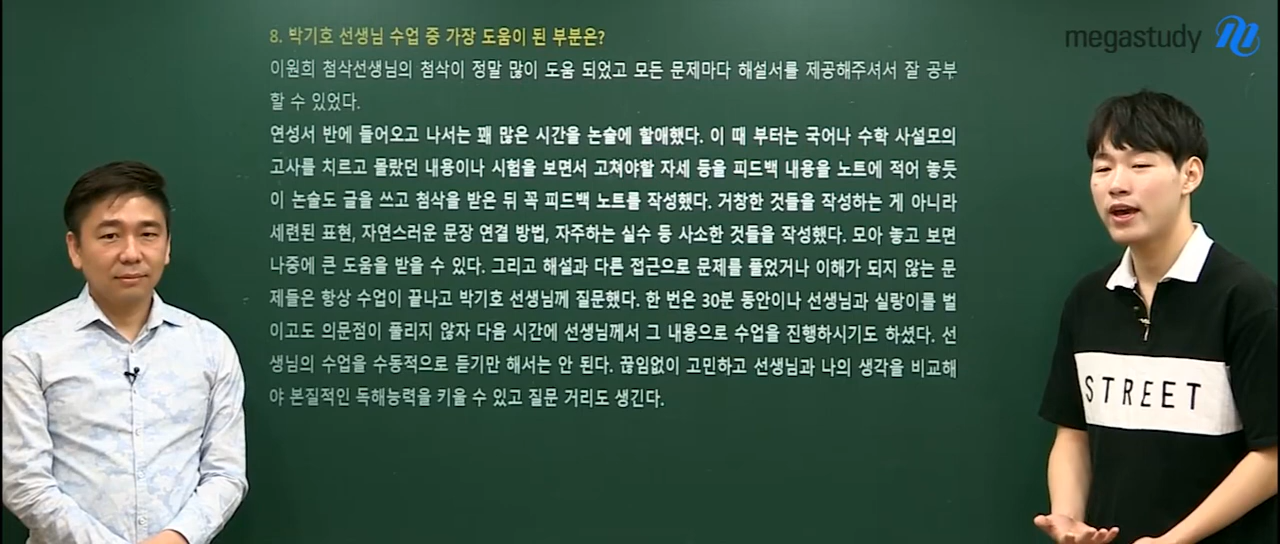 8. 박기호 선생님 수업 중 가장 도움이 된 부분은?
megastudy
이원희 첨삭선생님의 첨삭이 정말 많이 도움 되었고 모든 문제마다 해설서를 제공해주셔서 잘 공부
할 수 있었다.
연성서 반에 들어오고 나서는 꽤 많은 시간을 논술에 할애했다. 이 때 부터는 국어나 수학 사설모의
고사를 치르고 몰랐던 내용이나 시험을 보면서 고쳐야할 자세 등을 피드백 내용을 노트에 적어 놓듯
이 논술도 글을 쓰고 첨삭을 받은 뒤 꼭 피드백 노트를 작성했다. 거창한 것들을 작성하는 게 아니라
세련된 표현, 자연스러운 문장 연결 방법, 자주하는 실수 등 사소한 것들을 작성했다. 모아 놓고 보면
나중에 큰 도움을 받을 수 있다. 그리고 해설과 다른 접근으로 문제를 풀었거나 이해가 되지 않는 문
제들은 항상 수업이 끝나고 박기호 선생님께 질문했다. 한 번은 30분 동안이나 선생님과 실랑이를 벌
이고도 의문점이 풀리지 않자 다음 시간에 선생님께서 그 내용으로 수업을 진행하시기도 하셨다. 선
생님의 수업을 수동적으로 듣기만 해서는 안 된다. 끊임없이 고민하고 선생님과 나의 생각을 비교해
야 본질적인 독해능력을 키울 수 있고 질문 거리도 생긴다.
STREET